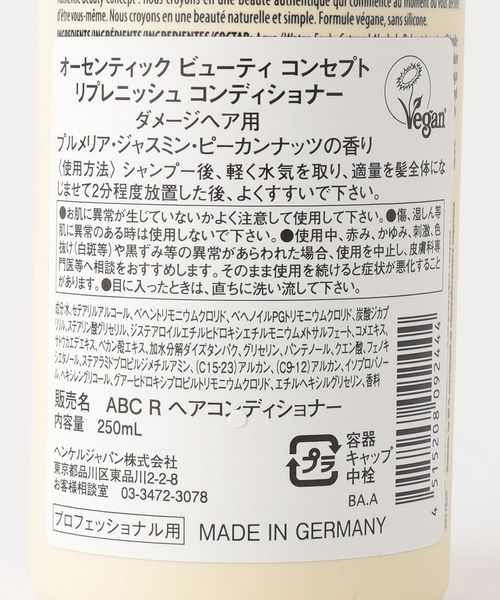 de vous-même. Nous croyons en une beauté naturelle et simple. Formule végane, sans silicone.
オーセンティック ビューティ コンセプト
リプレニッシュ コンディショナー
ダメージヘア用
プルメリア・ジャスミン・ピーカンナッツの香り
Vegan
〈使用方法〉シャンプー後、軽く水気を取り、適量を髪全体になじませて2分程度放置した後、よくすすいで下さい。
●お肌に異常が生じていないかよく注意して使用して下さい。●傷、湿しん等
肌に異常のある時は使用しないで下さい。●使用中、赤み、かゆみ、刺激、色
抜け(白斑等)や黒ずみ等の異常があらわれた場合、使用を中止し、皮膚科専
門医等へ相談をおすすめします。そのまま使用を続けると症状が悪化すること
があります。●目に入ったときは、直ちに洗い流して下さい。
成分:水、セテアリルアルコール、ベヘントリモニウムクロリド、ベヘノイルPGトリモニウムクロリド、炭酸ジカプ
リリル、ステアリン酸グリセリル、ジステアロイルエチルヒドロキシエチルモニウムメトサルフェート、コメエキス、
サトウカエデエキス、ペカン殻エキス、加水分解ダイズタンパク、グリセリン、パンテノール、クエン酸、フェノキ
シエタノール、ステアラミドプロピルジメチルアミン、(C15-23)アルカン、(C9-12)アルカン、イソプロパノー
ル、ヘキシレングリコール、グアーヒドロキシプロピルトリモニウムクロリド、エチルヘキシルグリセリン、香料
販売名 ABC R ヘアコンディショナー
内容量 250mL
ヘンケルジャパン株式会社
東京都品川区東品川2-2-8
お客様相談室 03-3472-3078
プラ
容器
キャップ
中栓
BA.A
プロフェッショナル用
MADE IN GERMANY
4 515208 092444